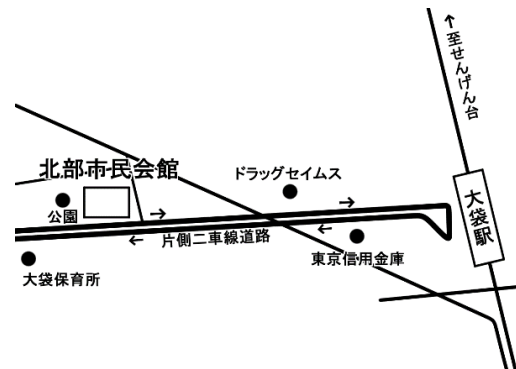 ↑至せんげん台
北部市民会館
ドラッグセイムス
公園
→
→
大袋駅
←
片側二車線道路
←
東京信用金庫
大袋保育所